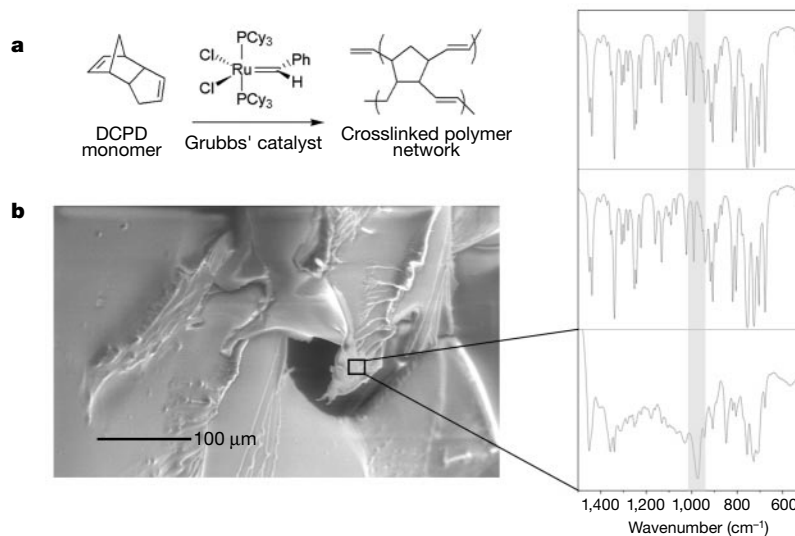 a
PCy₃
Cl
Cl
Ru
Ph
H
PCy₃
DCPD
monomer
Grubbs' catalyst
Crosslinked polymer
network
b
100 μm
1,400 1,200 1,000 800 600
Wavenumber (cm⁻¹)